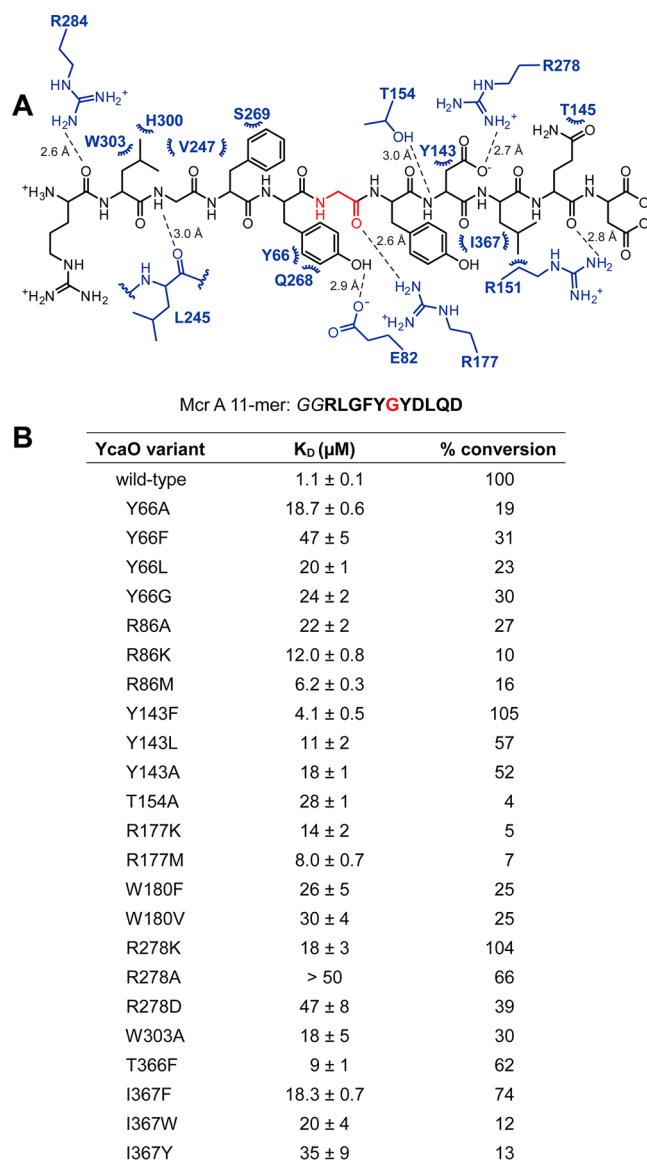 R284
A
H300
W303
V247
S269
T154
R278
T145
Y143
2.6 Å
3.0 Å
2.7 Å
3.0 Å
2.6 Å
2.8 Å
2.9 Å
Y66
Q268
I367
R151
L245
E82
R177
Mcr A 11-mer: GGRLGFYGYDLQD
B
YcaO variant K_D (µM) % conversion
wild-type 1.1 ± 0.1 100
Y66A 18.7 ± 0.6 19
Y66F 47 ± 5 31
Y66L 20 ± 1 23
Y66G 24 ± 2 30
R86A 22 ± 2 27
R86K 12.0 ± 0.8 10
R86M 6.2 ± 0.3 16
Y143F 4.1 ± 0.5 105
Y143L 11 ± 2 57
Y143A 18 ± 1 52
T154A 28 ± 1 4
R177K 14 ± 2 5
R177M 8.0 ± 0.7 7
W180F 26 ± 5 25
W180V 30 ± 4 25
R278K 18 ± 3 104
R278A > 50 66
R278D 47 ± 8 39
W303A 18 ± 5 30
T366F 9 ± 1 62
I367F 18.3 ± 0.7 74
I367W 20 ± 4 12
I367Y 35 ± 9 13